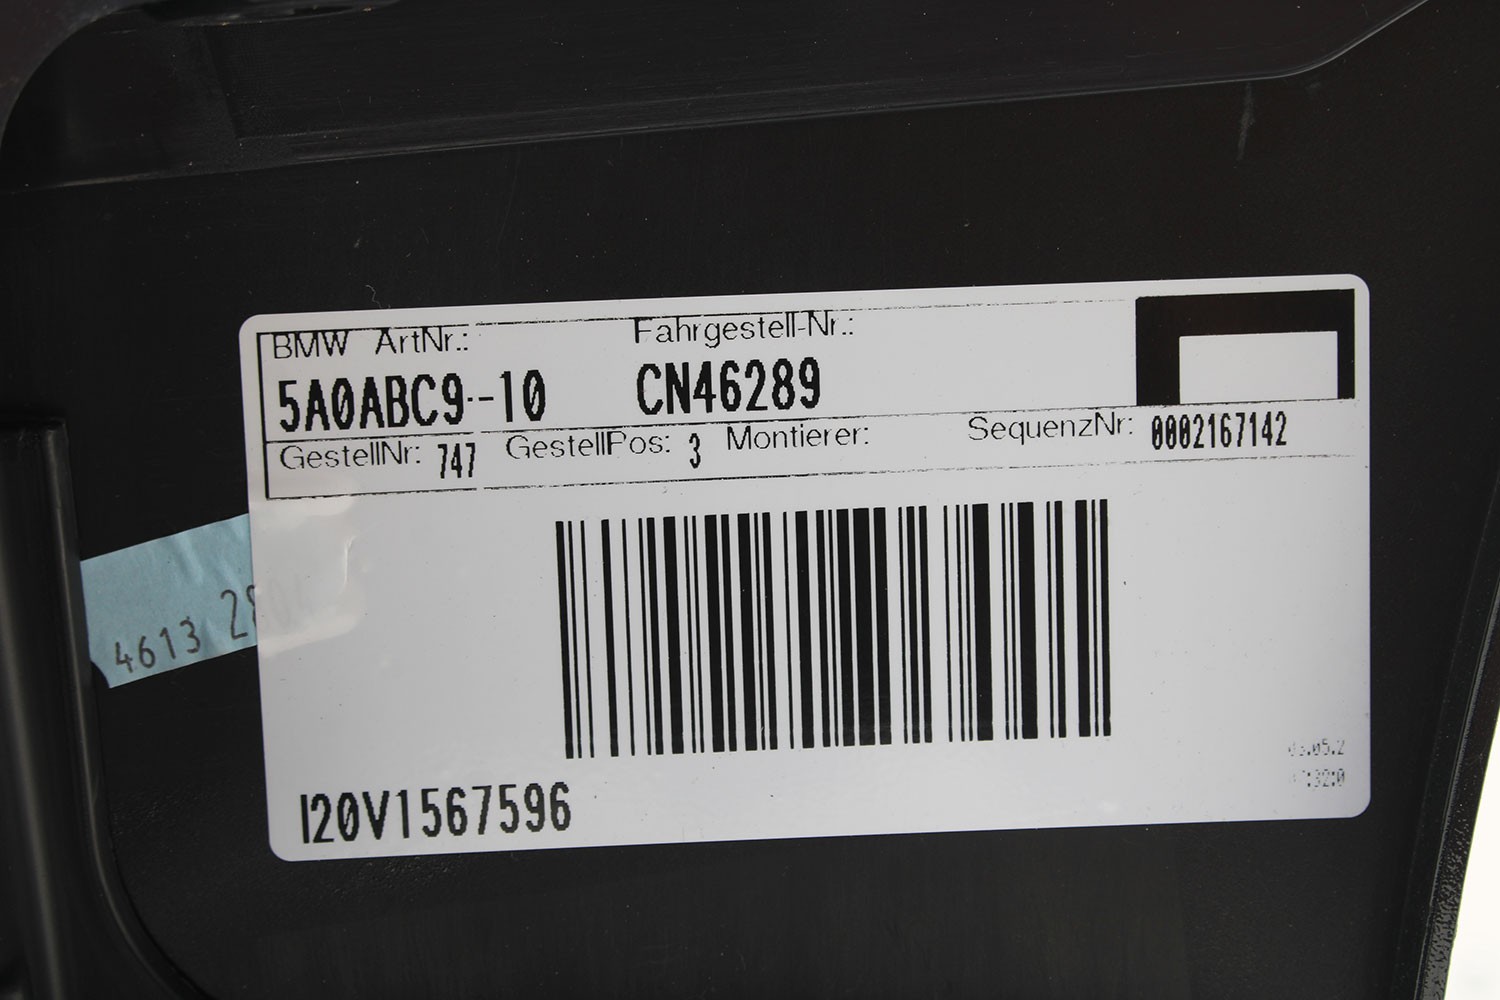 BMW ArtNr.: Fahrgestell-Nr.:
5A0ABC9--10 CN46289
GestellNr: 747 GestellPos: 3 Montierer: SequenzNr: 0002167142
4613
I20V1567596